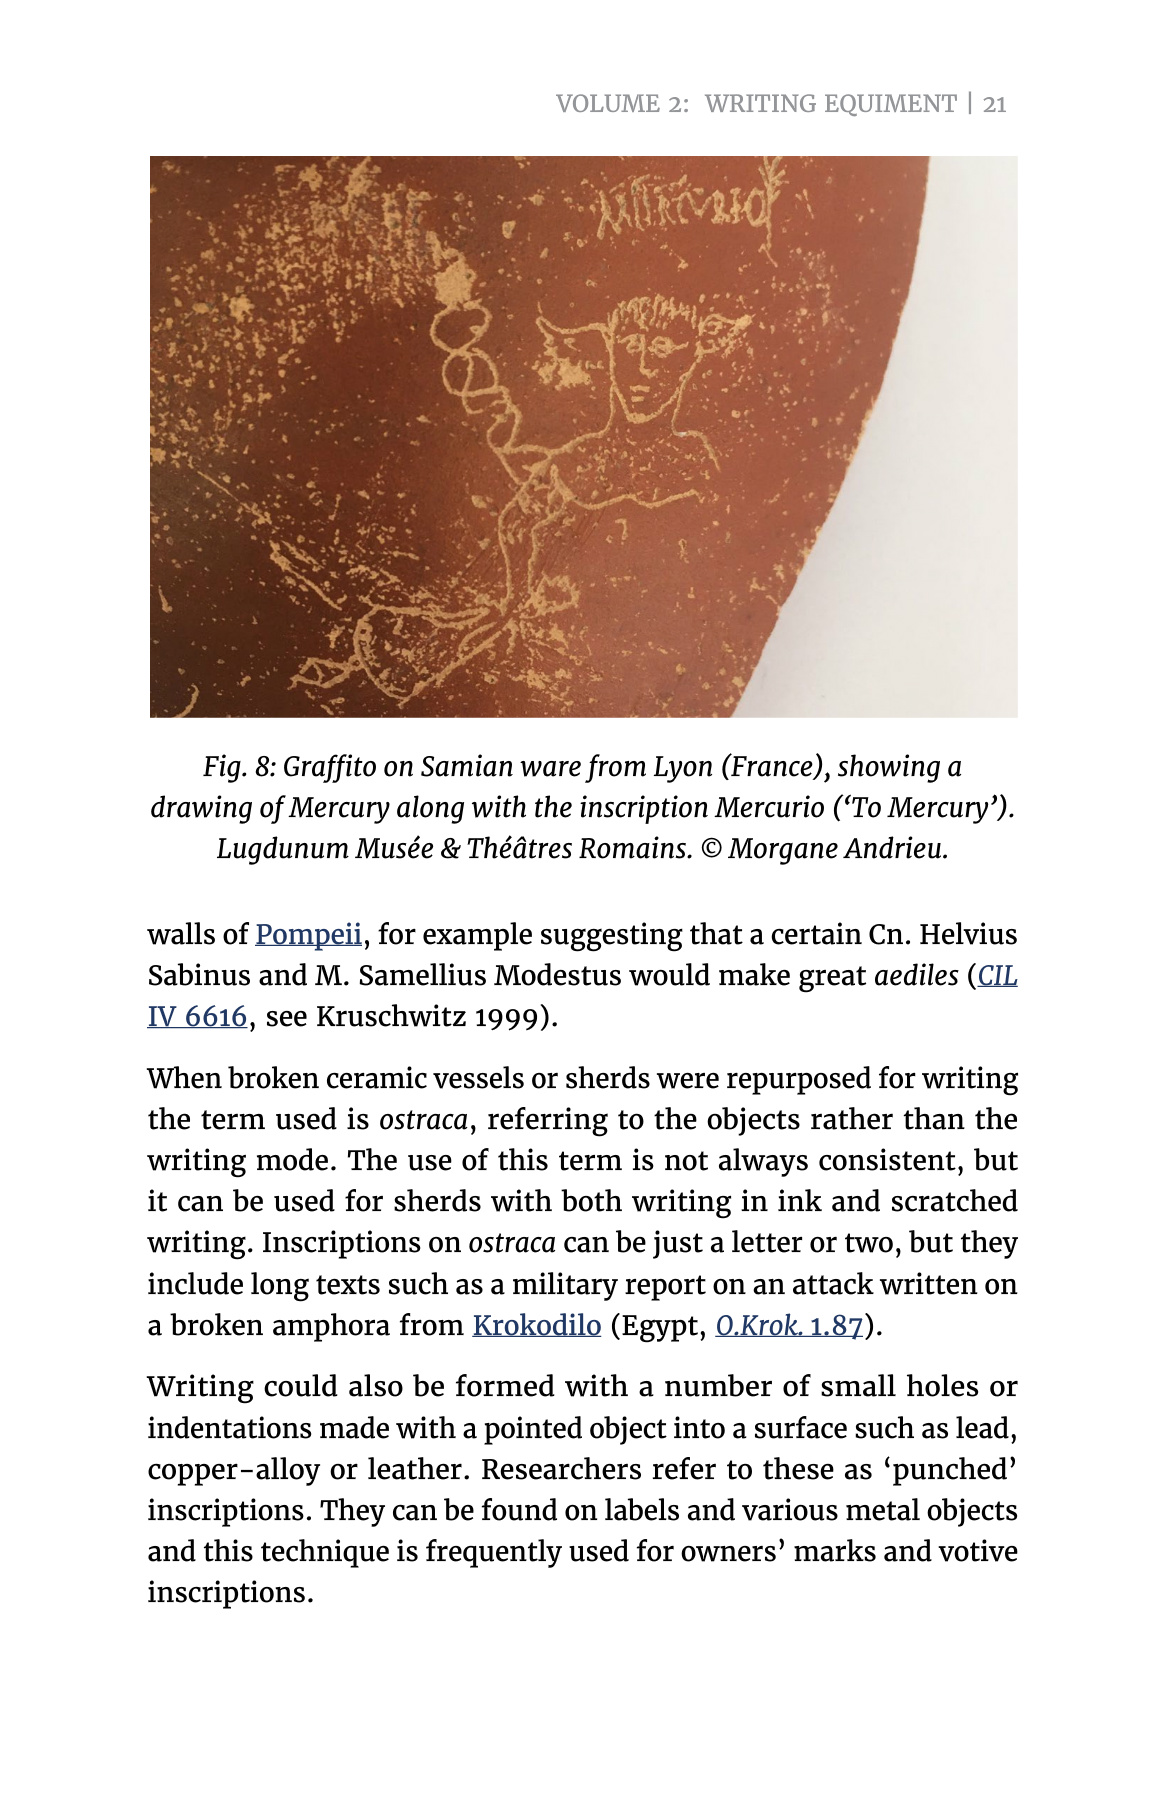 VOLUME 2: WRITING EQUIMENT | 21
Fig. 8: Graffito on Samian ware from Lyon (France), showing a
drawing of Mercury along with the inscription Mercurio (‘To Mercury’).
Lugdunum Musée & Théâtres Romains. © Morgane Andrieu.
walls of Pompeii, for example suggesting that a certain Cn. Helvius
Sabinus and M. Samellius Modestus would make great aediles (CIL
IV 6616, see Kruschwitz 1999).
When broken ceramic vessels or sherds were repurposed for writing
the term used is ostraca, referring to the objects rather than the
writing mode. The use of this term is not always consistent, but
it can be used for sherds with both writing in ink and scratched
writing. Inscriptions on ostraca can be just a letter or two, but they
include long texts such as a military report on an attack written on
a broken amphora from Krokodilo (Egypt, O.Krok. 1.87).
Writing could also be formed with a number of small holes or
indentations made with a pointed object into a surface such as lead,
copper-alloy or leather. Researchers refer to these as ‘punched’
inscriptions. They can be found on labels and various metal objects
and this technique is frequently used for owners’ marks and votive
inscriptions.